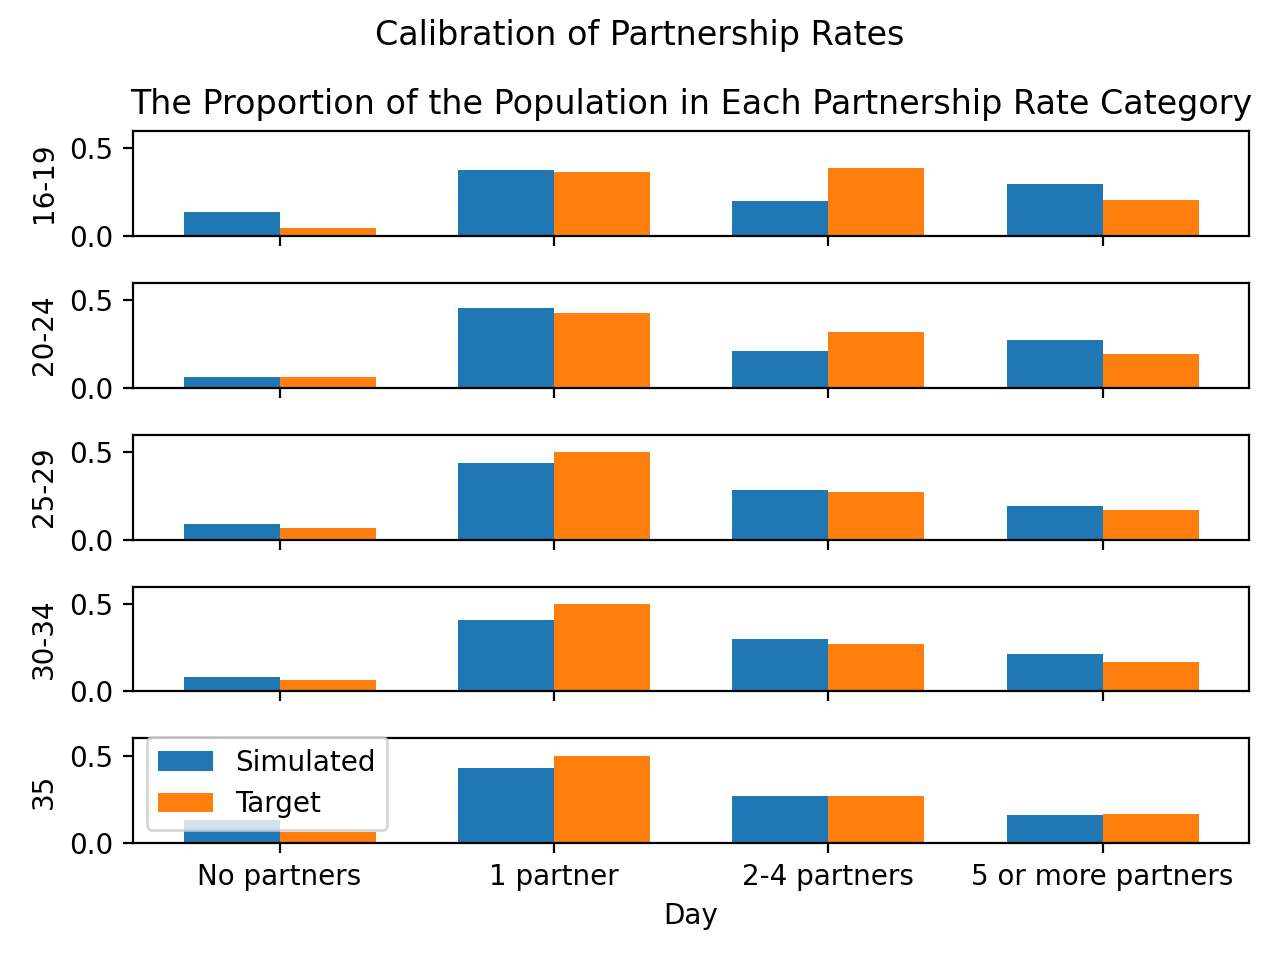 Calibration of Partnership Rates
The Proportion of the Population in Each Partnership Rate Category
0.5
16-19
0.0
0.5
20-24
0.0
0.5
25-29
0.0
0.5
30-34
0.0
0.5
35
0.0
Simulated
Target
No partners
1 partner
2-4 partners
5 or more partners
Day